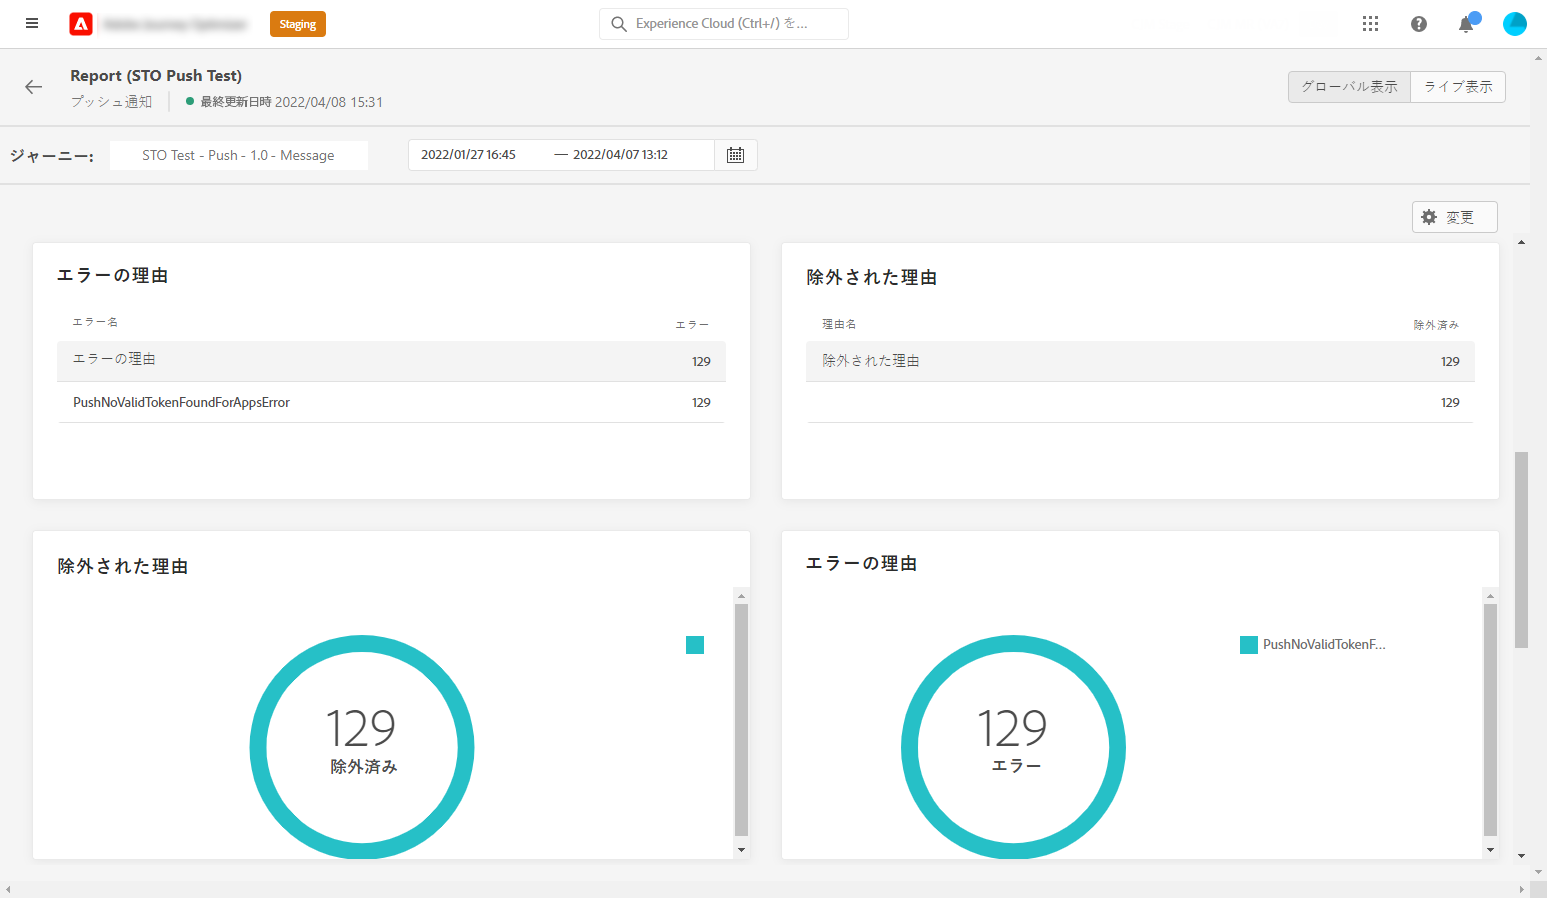 Staging
Experience Cloud (Ctrl+/) を...
Report (STO Push Test)
プッシュ通知
最終更新日時 2022/04/08 15:31
グローバル表示
ライブ表示
ジャーニー:
STO Test - Push - 1.0 - Message
2022/01/27 16:45 — 2022/04/07 13:12
変更
エラーの理由
エラー名 エラー
エラーの理由 129
PushNoValidTokenFoundForAppsError 129
除外された理由
理由名 除外済み
除外された理由 129
129
除外された理由
129
除外済み
エラーの理由
PushNoValidTokenF...
129
エラー